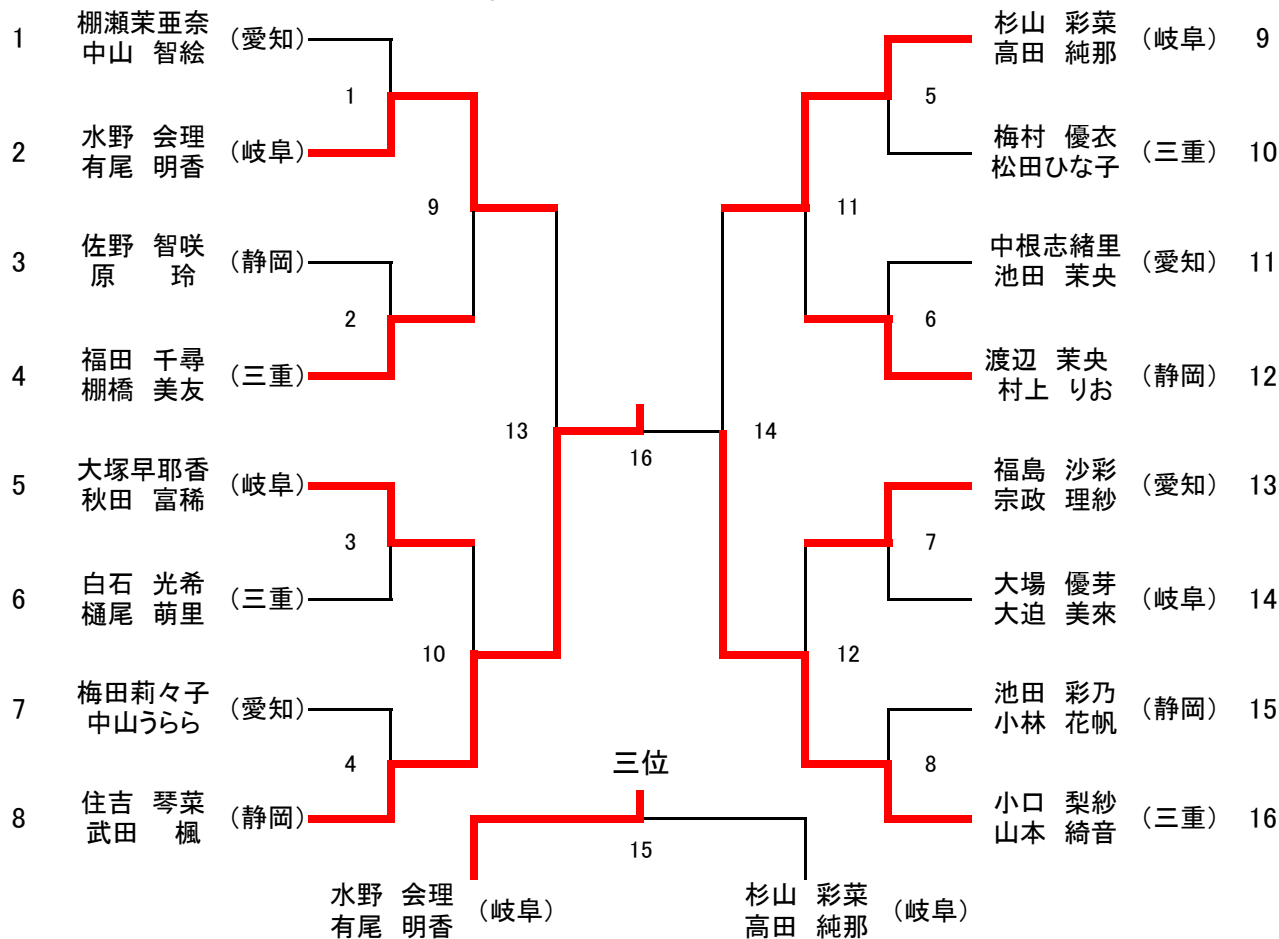 1 棚瀬茉亜奈 (愛知)
中山 智絵
2 水野 会理 (岐阜)
有尾 明香
3 佐野 智咲 (静岡)
原 玲
4 福田 千尋 (三重)
棚橋 美友
5 大塚早耶香 (岐阜)
秋田 富稀
6 白石 光希 (三重)
樋尾 萌里
7 梅田莉々子 (愛知)
中山うらら
8 住吉 琴菜 (静岡)
武田 楓
1
2
3
4
9
10
13
16
14
11
12
5
6
7
8
杉山 彩菜 (岐阜) 9
高田 純那
梅村 優衣 (三重) 10
松田ひな子
中根志緒里 (愛知) 11
池田 茉央
渡辺 茉央 (静岡) 12
村上 りお
福島 沙彩 (愛知) 13
宗政 理紗
大場 優芽 (岐阜) 14
大迫 美來
池田 彩乃 (静岡) 15
小林 花帆
小口 梨紗 (三重) 16
山本 綺音
三位
15
水野 会理 (岐阜)
有尾 明香
杉山 彩菜 (岐阜)
高田 純那